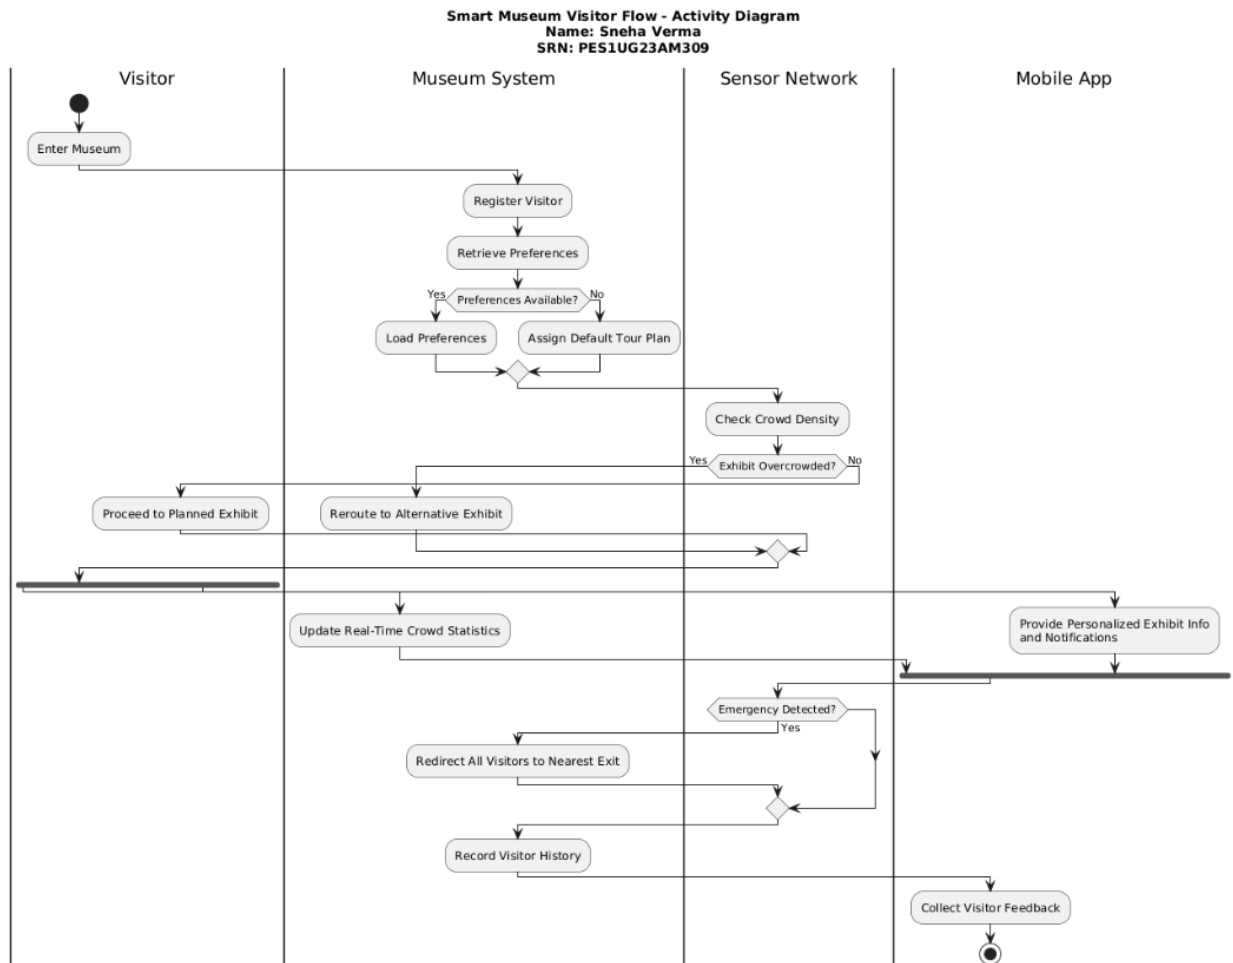 Smart Museum Visitor Flow - Activity Diagram
Name: Sneha Verma
SRN: PES1UG23AM309
Visitor
Museum System
Sensor Network
Mobile App
Enter Museum
Register Visitor
Retrieve Preferences
Yes
Preferences Available?
No
Load Preferences
Assign Default Tour Plan
Check Crowd Density
Yes
Exhibit Overcrowded?
No
Proceed to Planned Exhibit
Reroute to Alternative Exhibit
Update Real-Time Crowd Statistics
Provide Personalized Exhibit Info
and Notifications
Emergency Detected?
Yes
Redirect All Visitors to Nearest Exit
Record Visitor History
Collect Visitor Feedback